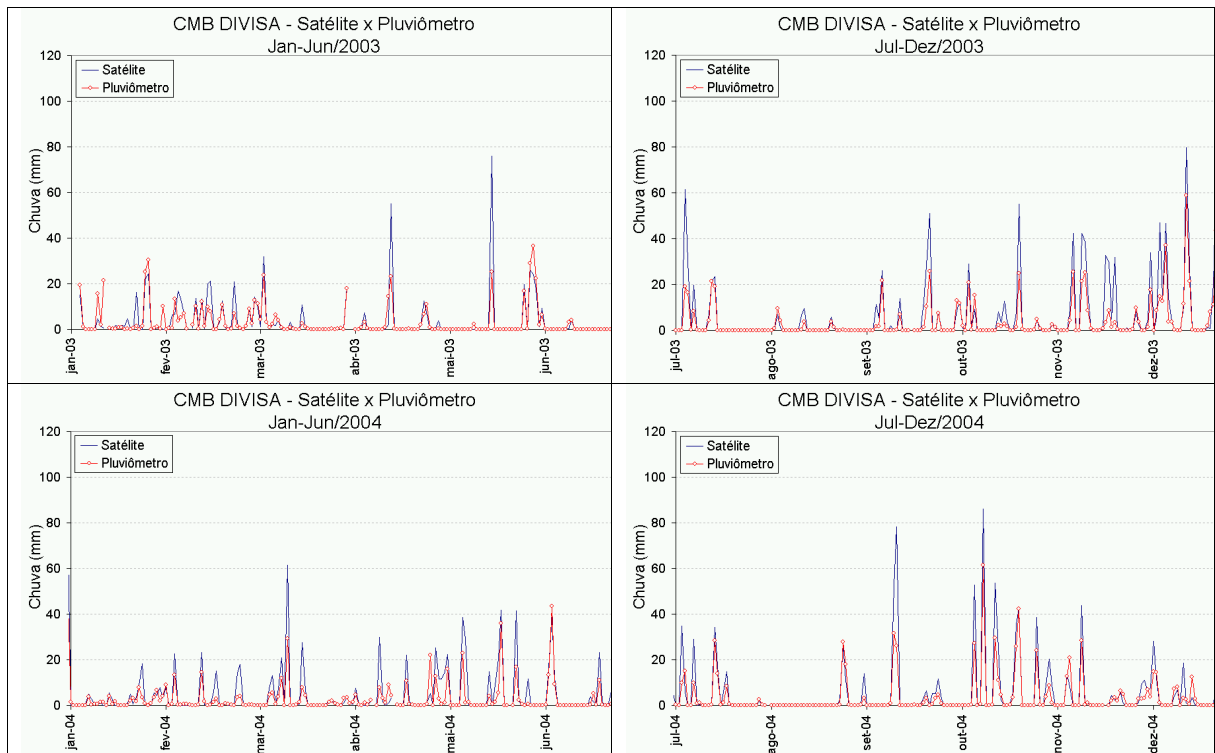 CMB DIVISA - Satélite x Pluviômetro
Jan-Jun/2003
120
100
80
60
40
20
0
Chuva (mm)
Satélite
Pluviômetro
jan-03
fev-03
mar-03
abr-03
mai-03
jun-03
CMB DIVISA - Satélite x Pluviômetro
Jul-Dez/2003
120
100
80
60
40
20
0
Chuva (mm)
Satélite
Pluviômetro
jul-03
ago-03
set-03
out-03
nov-03
dez-03
CMB DIVISA - Satélite x Pluviômetro
Jan-Jun/2004
120
100
80
60
40
20
0
Chuva (mm)
Satélite
Pluviômetro
jan-04
fev-04
mar-04
abr-04
mai-04
jun-04
CMB DIVISA - Satélite x Pluviômetro
Jul-Dez/2004
120
100
80
60
40
20
0
Chuva (mm)
Satélite
Pluviômetro
jul-04
ago-04
set-04
out-04
nov-04
dez-04